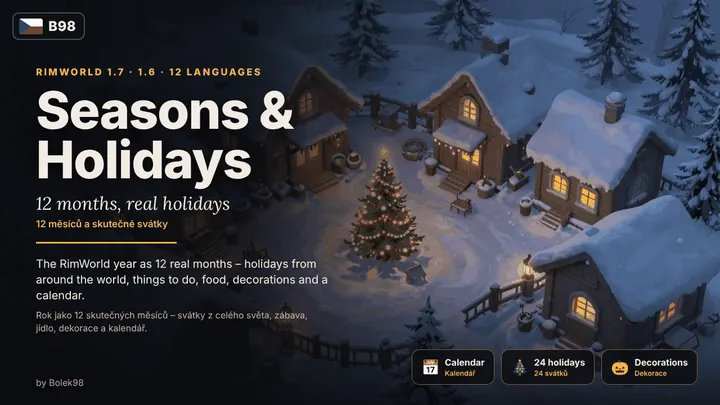 B98
RIMWORLD 1.7 · 1.6 · 12 LANGUAGES
Seasons &
Holidays
12 months, real holidays
12 měsíců a skutečné svátky
The RimWorld year as 12 real months – holidays from
around the world, things to do, food, decorations and a
calendar.
Rok jako 12 skutečných měsíců – svátky z celého světa, zábava,
jídlo, dekorace a kalendář.
17
Calendar
Kalendář
24 holidays
24 svátků
Decorations
Dekorace
by Bolek98